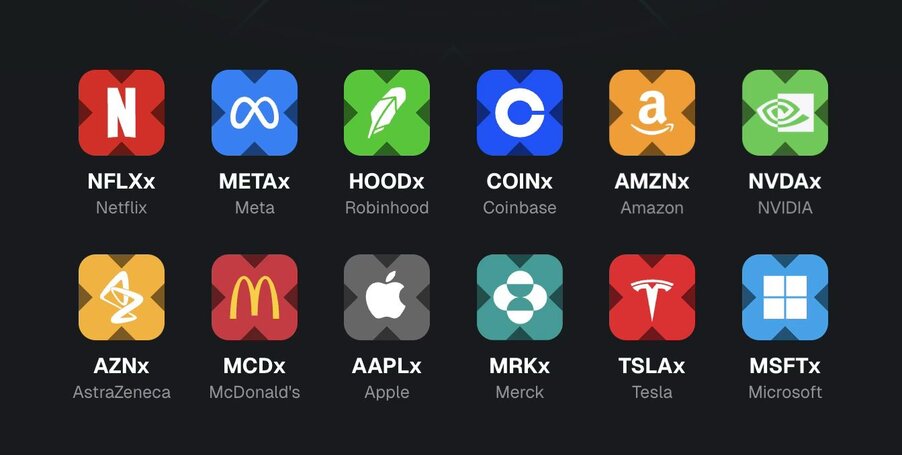 N
a
NFLXx METAx HOODx COINx AMZNx NVDAx
Netflix Meta Robinhood Coinbase Amazon NVIDIA
AZNx MCDx AAPLx MRKx TSLAx MSFTx
AstraZeneca McDonald's Apple Merck Tesla Microsoft